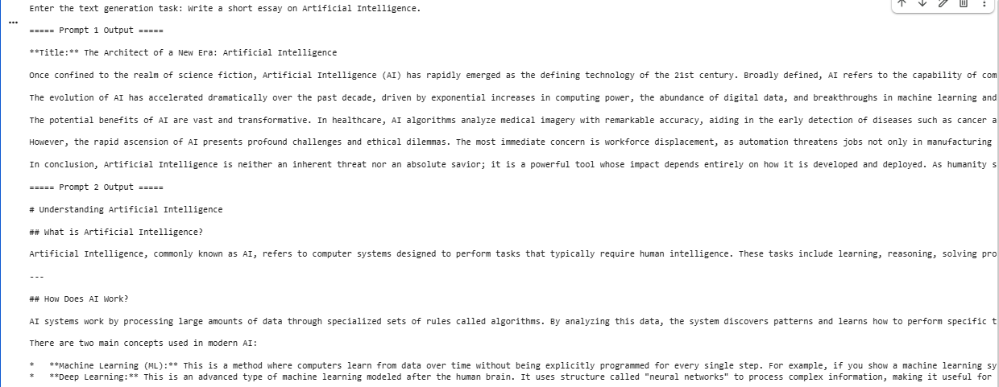 Enter the text generation task: Write a short essay on Artificial Intelligence.
===== Prompt 1 Output =====
**Title:** The Architect of a New Era: Artificial Intelligence
Once confined to the realm of science fiction, Artificial Intelligence (AI) has rapidly emerged as the defining technology of the 21st century. Broadly defined, AI refers to the capability of com
The evolution of AI has accelerated dramatically over the past decade, driven by exponential increases in computing power, the abundance of digital data, and breakthroughs in machine learning and
The potential benefits of AI are vast and transformative. In healthcare, AI algorithms analyze medical imagery with remarkable accuracy, aiding in the early detection of diseases such as cancer a
However, the rapid ascension of AI presents profound challenges and ethical dilemmas. The most immediate concern is workforce displacement, as automation threatens jobs not only in manufacturing
In conclusion, Artificial Intelligence is neither an inherent threat nor an absolute savior; it is a powerful tool whose impact depends entirely on how it is developed and deployed. As humanity s
===== Prompt 2 Output =====
# Understanding Artificial Intelligence
## What is Artificial Intelligence?
Artificial Intelligence, commonly known as AI, refers to computer systems designed to perform tasks that typically require human intelligence. These tasks include learning, reasoning, solving pro
---
## How Does AI Work?
AI systems work by processing large amounts of data through specialized sets of rules called algorithms. By analyzing this data, the system discovers patterns and learns how to perform specific t
There are two main concepts used in modern AI:
*   **Machine Learning (ML):** This is a method where computers learn from data over time without being explicitly programmed for every single step. For example, if you show a machine learning sy
*   **Deep Learning:** This is an advanced type of machine learning modeled after the human brain. It uses structure called "neural networks" to process complex information, making it useful for